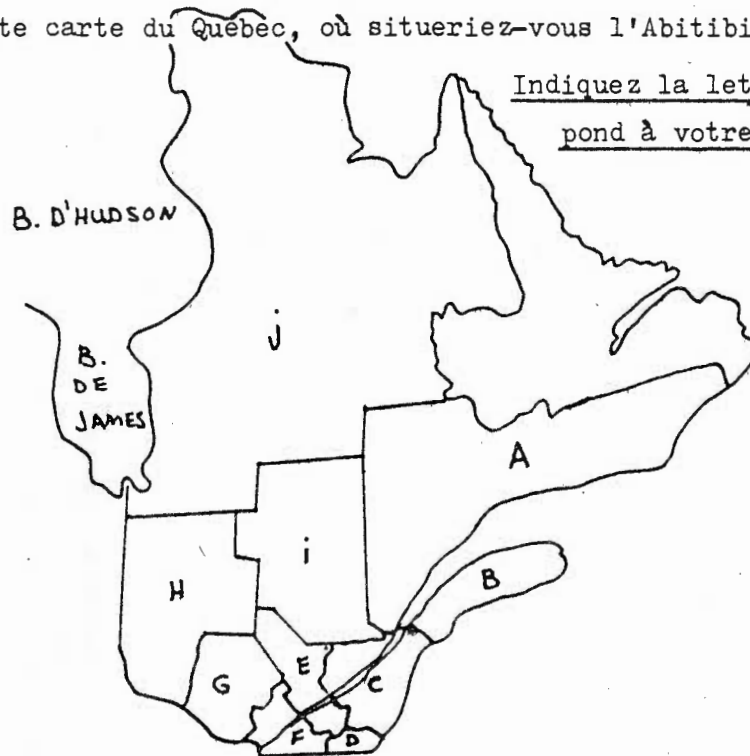 te carte du Québec, où situeriez-vous l'Abitibi
Indiquez la let
pond à votre
B. D'HUDSON
j
B.
DE
JAMES
A
i
B
H
E
C
G
F
D